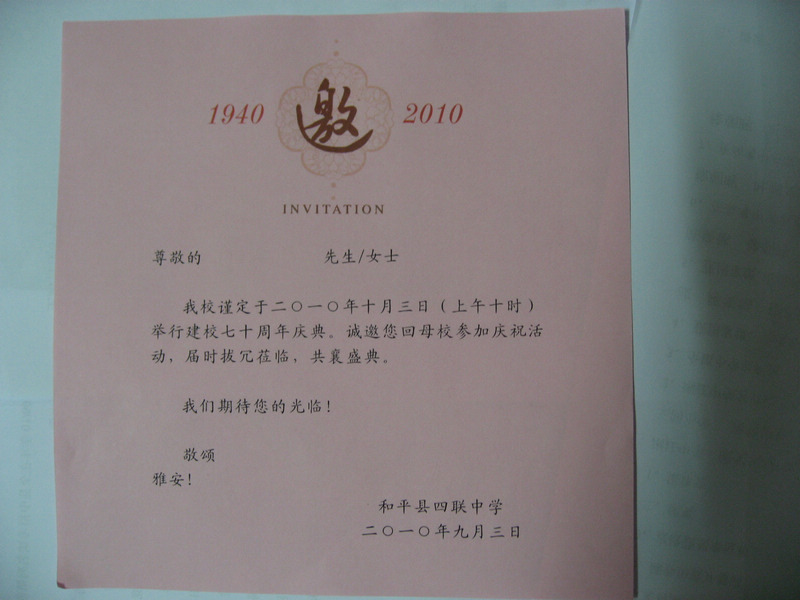 1940 邀 2010
INVITATION
尊敬的 先生/女士
我校谨定于二〇一〇年十月三日（上午十时）
举行建校七十周年庆典。诚邀您回母校参加庆祝活
动，届时拔冗莅临，共襄盛典。
我们期待您的光临！
敬颂
雅安！
和平县四联中学
二〇一〇年九月三日